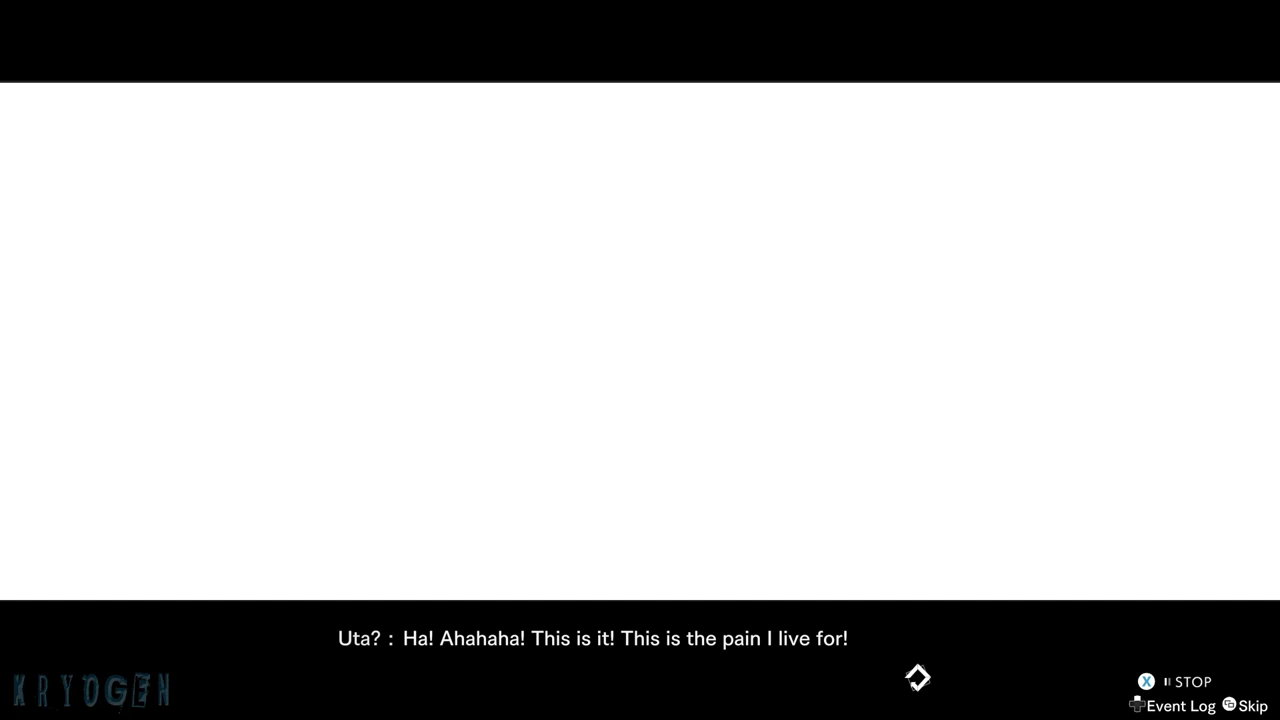 Uta? : Ha! Ahahaha! This is it! This is the pain I live for!
KRYOGEN
X STOP
Event Log Skip